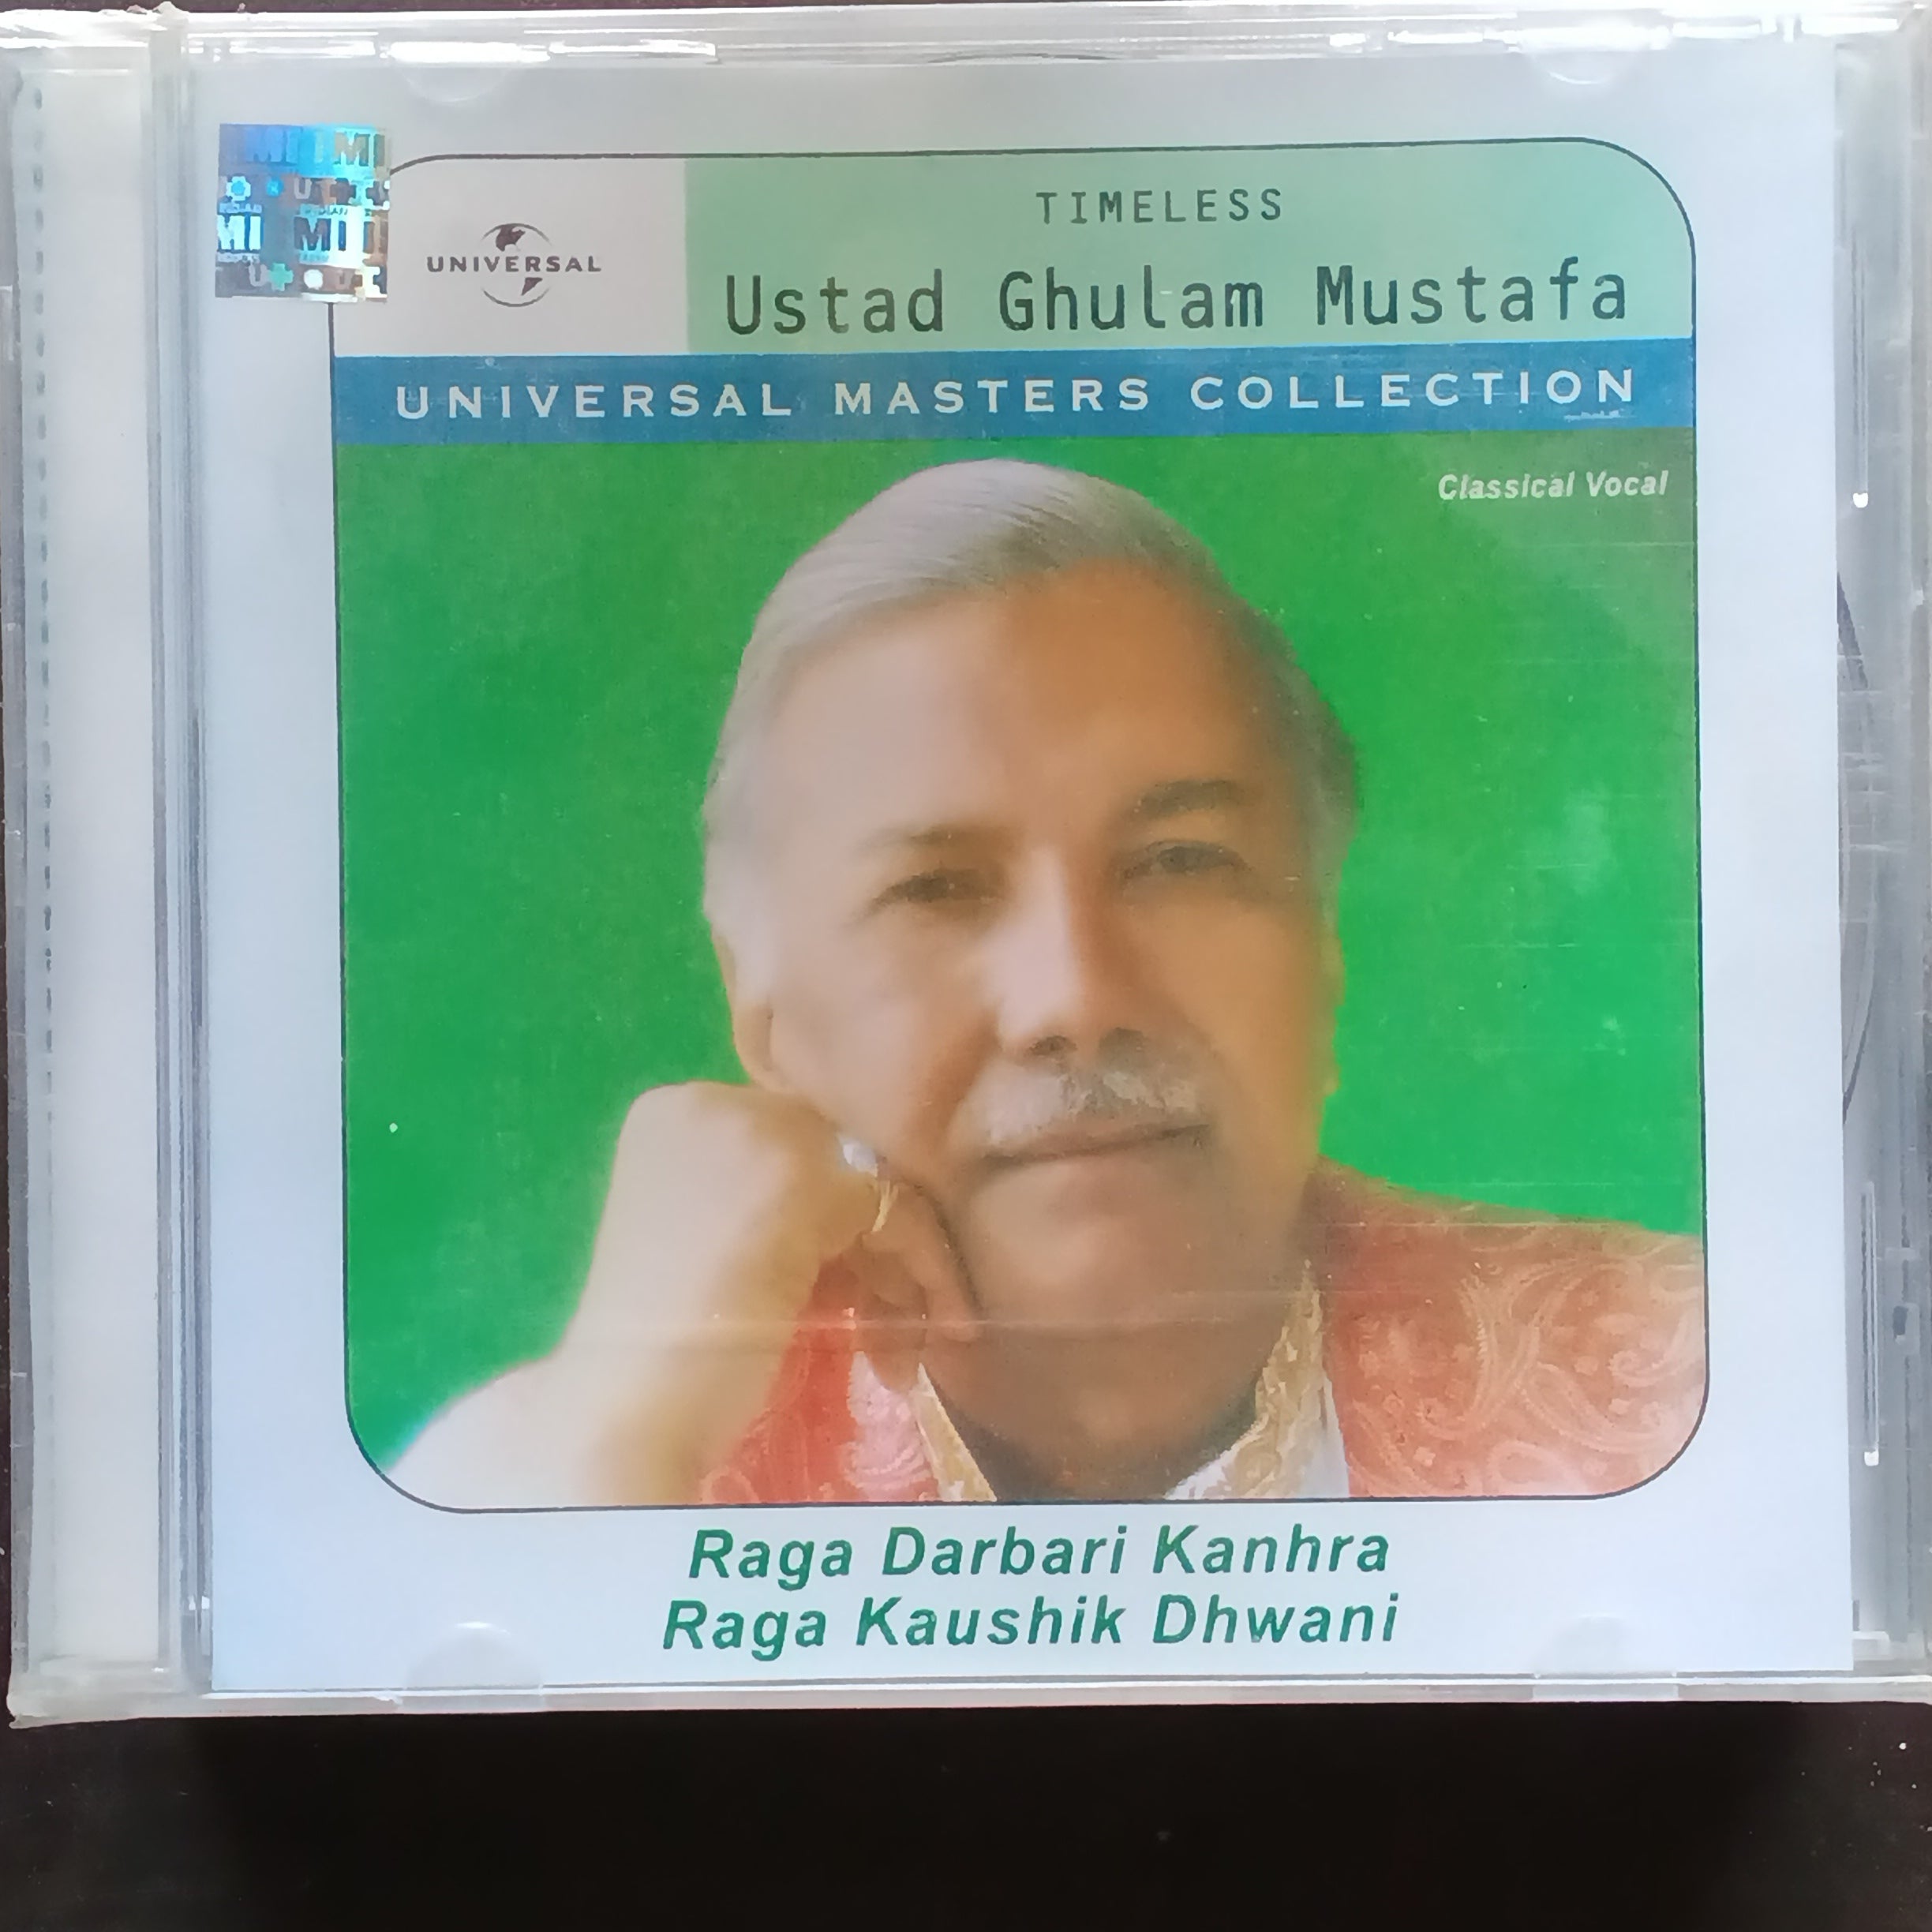 UNIVERSAL
TIMELESS
Ustad Ghulam Mustafa
UNIVERSAL MASTERS COLLECTION
Classical Vocal
Raga Darbari Kanhra
Raga Kaushik Dhwani